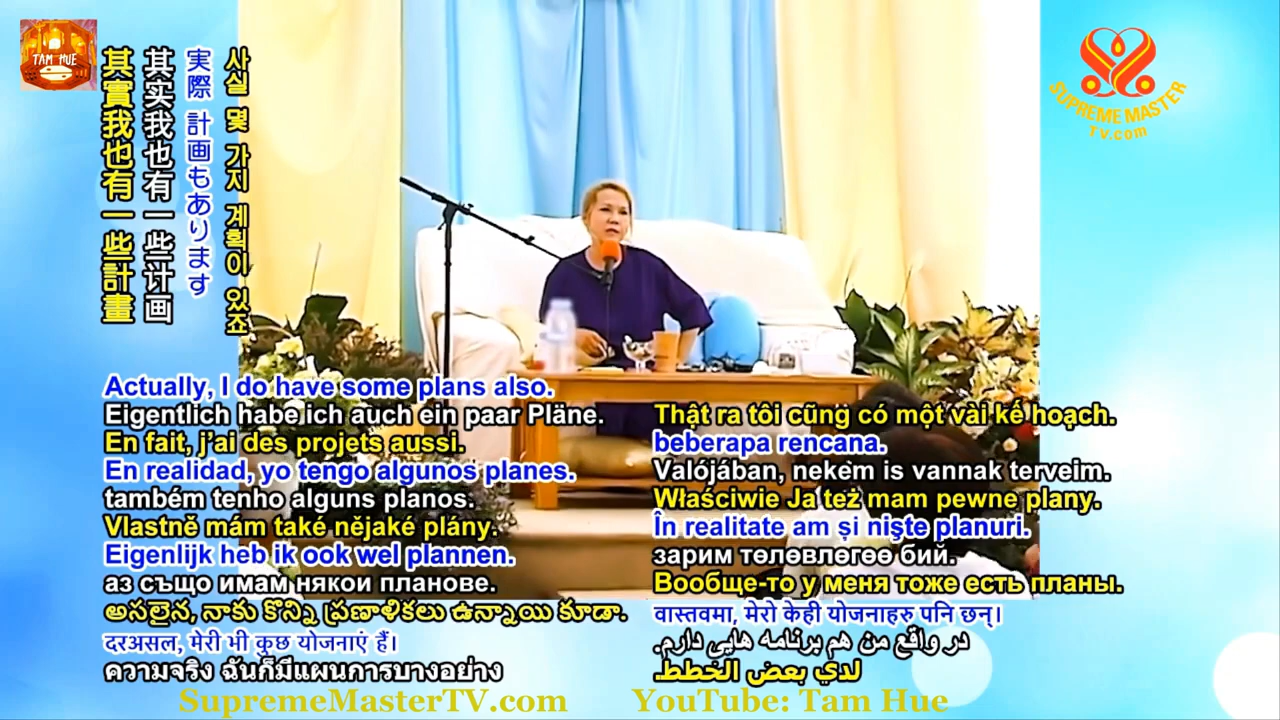 TAM HUE
SUPREME MASTER
TV.com
其實我也有一些計畫
其实我也有一些计画
実際 計画もあります
사실 몇 가지 계획이 있죠
Actually, I do have some plans also.
Eigentlich habe ich auch ein paar Pläne.
En fait, j’ai des projets aussi.
En realidad, yo tengo algunos planes.
também tenho alguns planos.
Vlastně mám také nějaké plány.
Eigenlijk heb ik ook wel plannen.
аз също имам някои планове.
అసలైన, నాకు కొన్ని ప్రణాళికలు ఉన్నాయి కూడా.
दरअसल, मेरी भी कुछ योजनाएं हैं।
ความจริง ฉันก็มีแผนการบางอย่าง
Thật ra tôi cũng có một vài kế hoạch.
beberapa rencana.
Valójában, nekem is vannak terveim.
Właściwie Ja też mam pewne plany.
În realitate am și niște planuri.
зарим төлөвлөгөө бий.
Вообще-то у меня тоже есть планы.
वास्तवमा, मेरो केही योजनाहरु पनि छन्।
در واقع من هم برنامه هایی دارم.
لدي بعض الخطط.
SupremeMasterTV.com
YouTube: Tam Hue